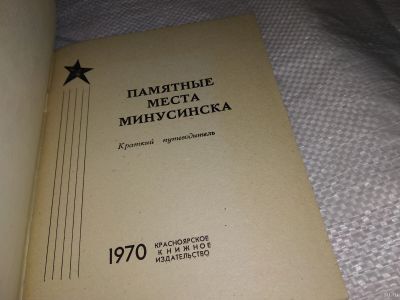 ПАМЯТНЫЕ
МЕСТА
МИНУСИНСКА
Краткий путеводитель
1970
КРАСНОЯРСКОЕ
КНИЖНОЕ
ИЗДАТЕЛЬСТВО